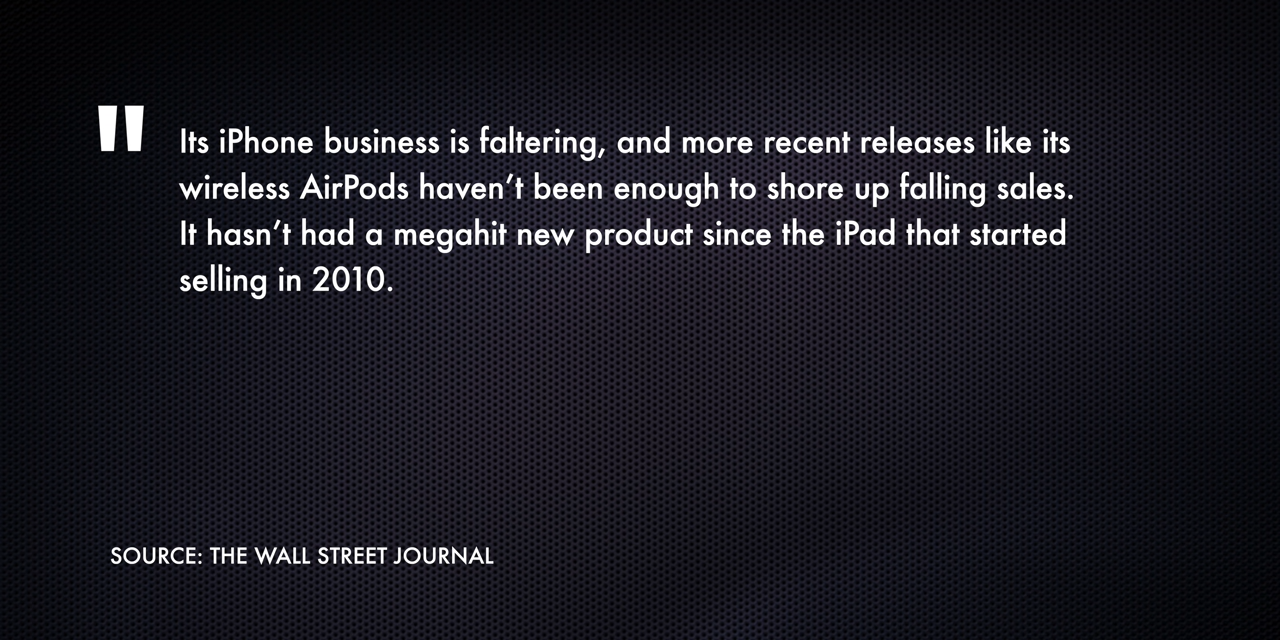 "
Its iPhone business is faltering, and more recent releases like its
wireless AirPods haven’t been enough to shore up falling sales.
It hasn’t had a megahit new product since the iPad that started
selling in 2010.
SOURCE: THE WALL STREET JOURNAL